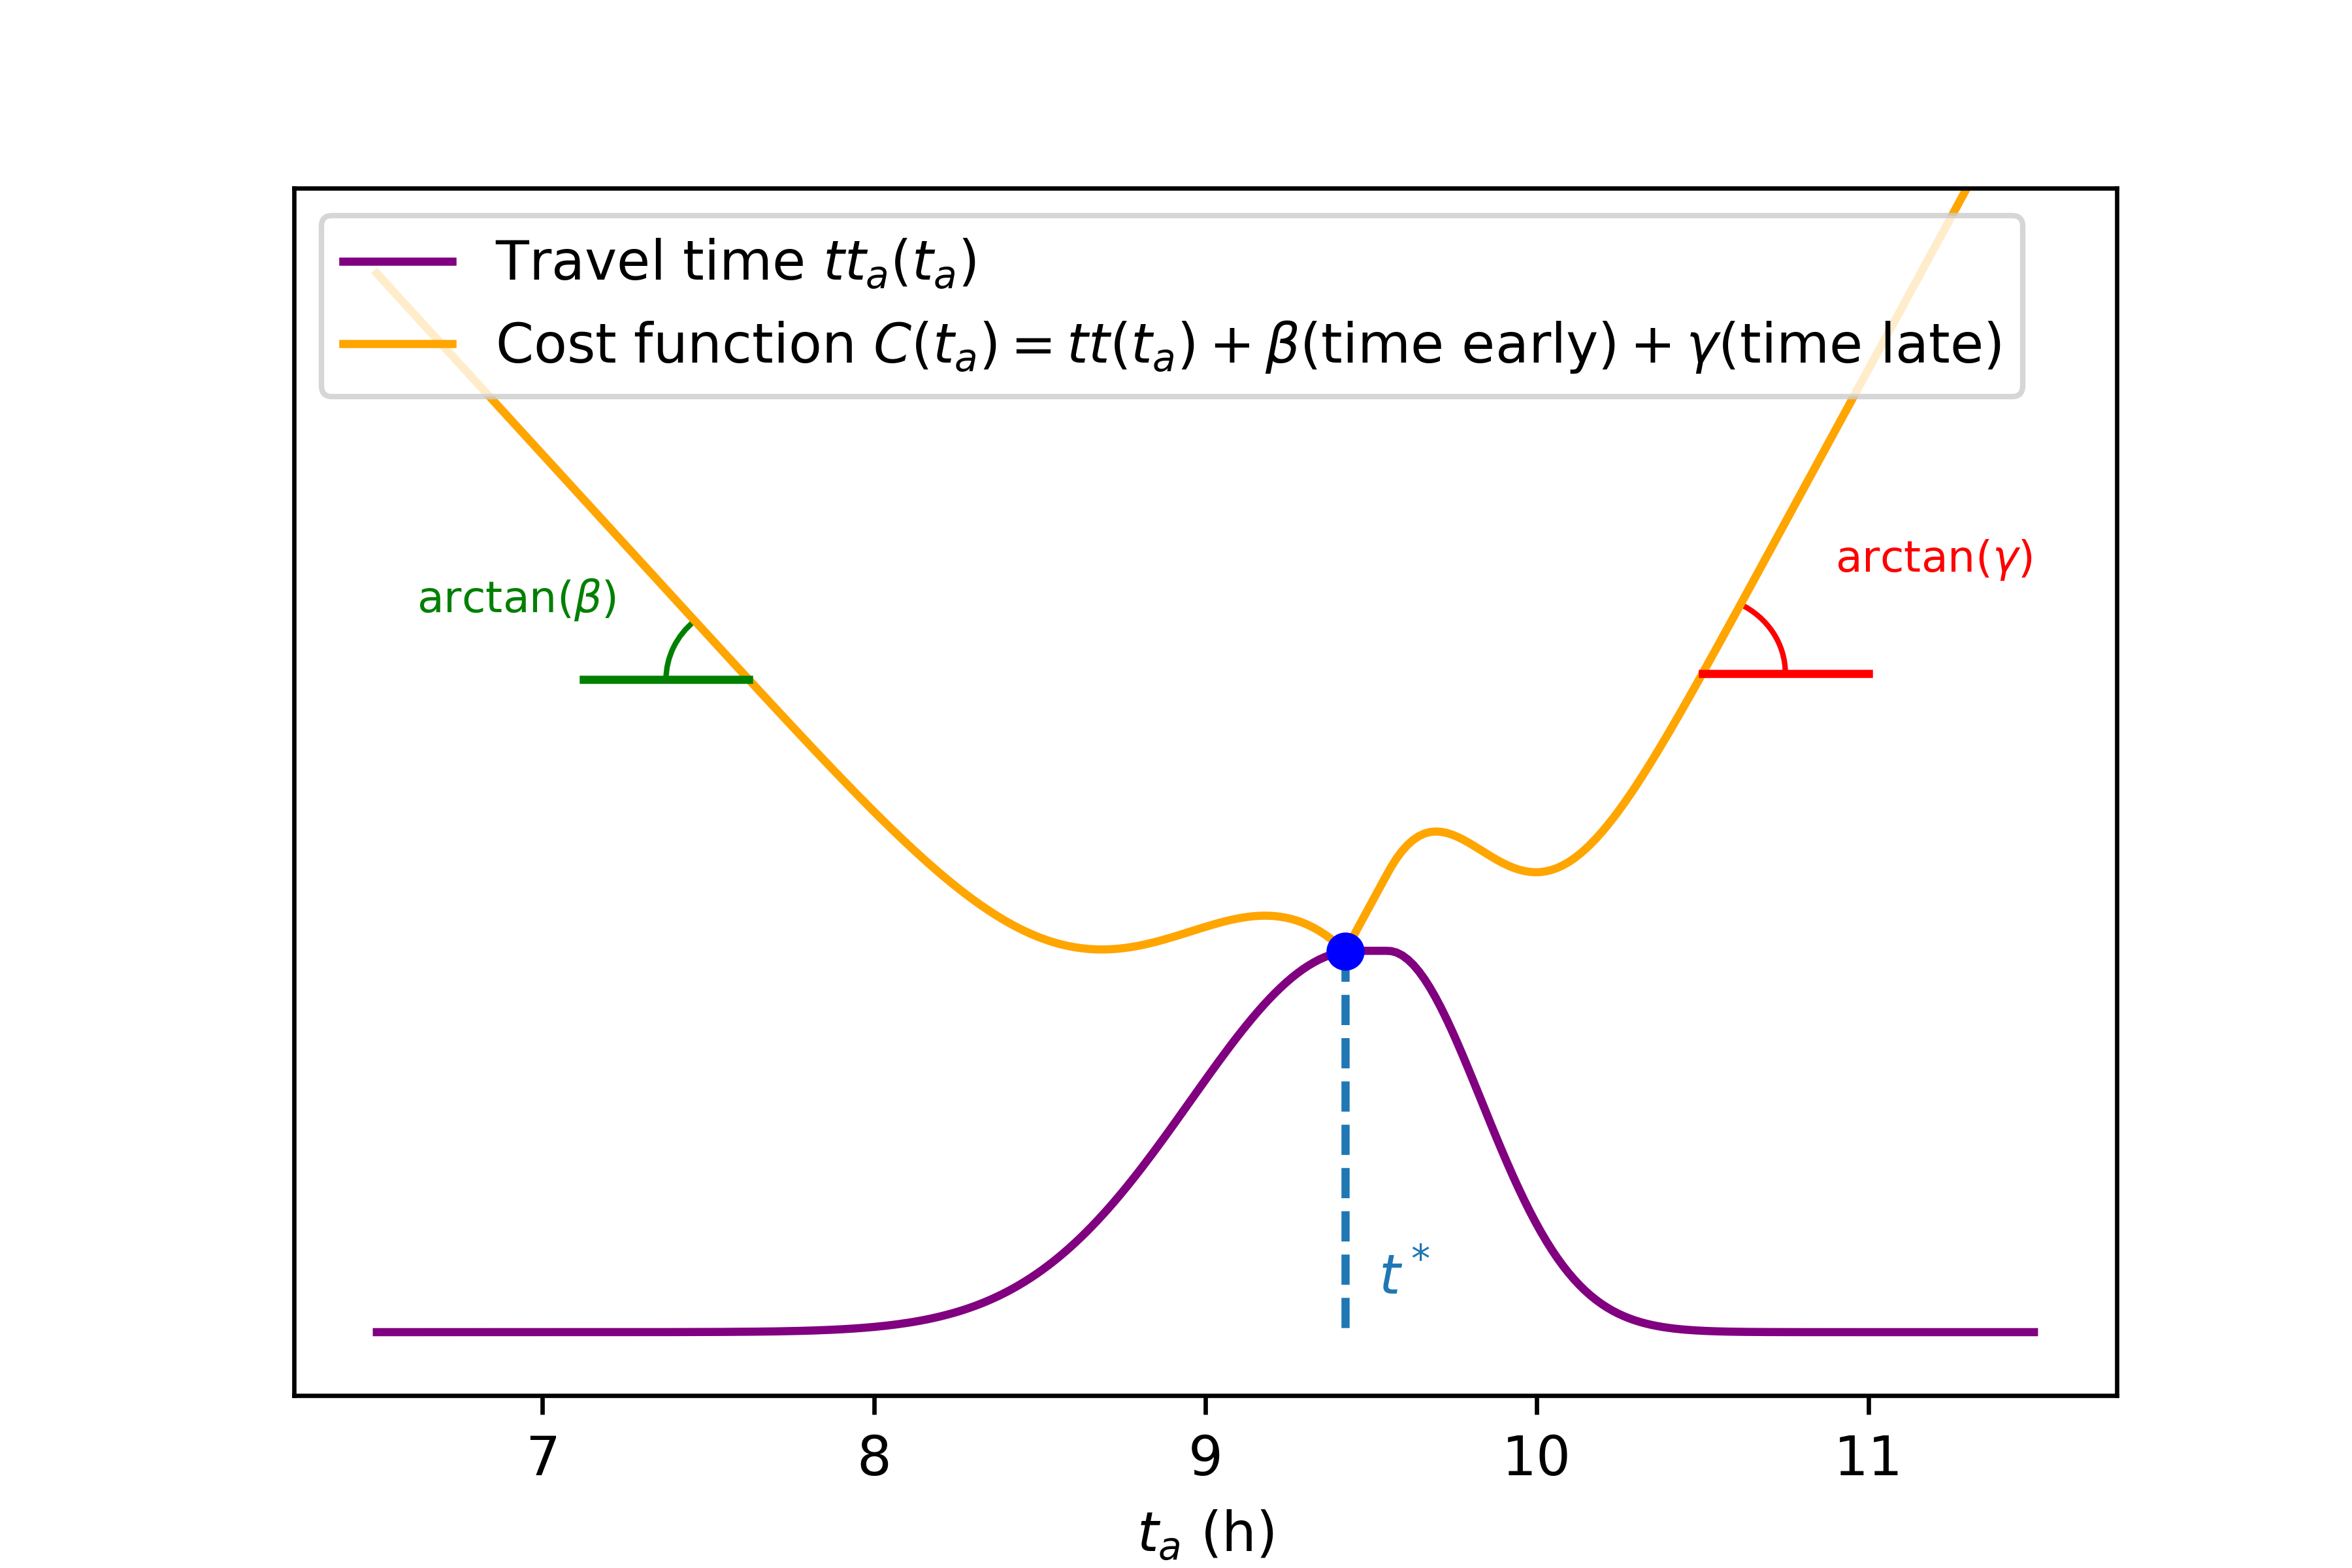 Travel time tt_a(t_a)
Cost function C(t_a) = tt(t_a) + β(time early) + γ(time late)
arctan(γ)
arctan(β)
t*
7 8 9 10 11
t_a (h)